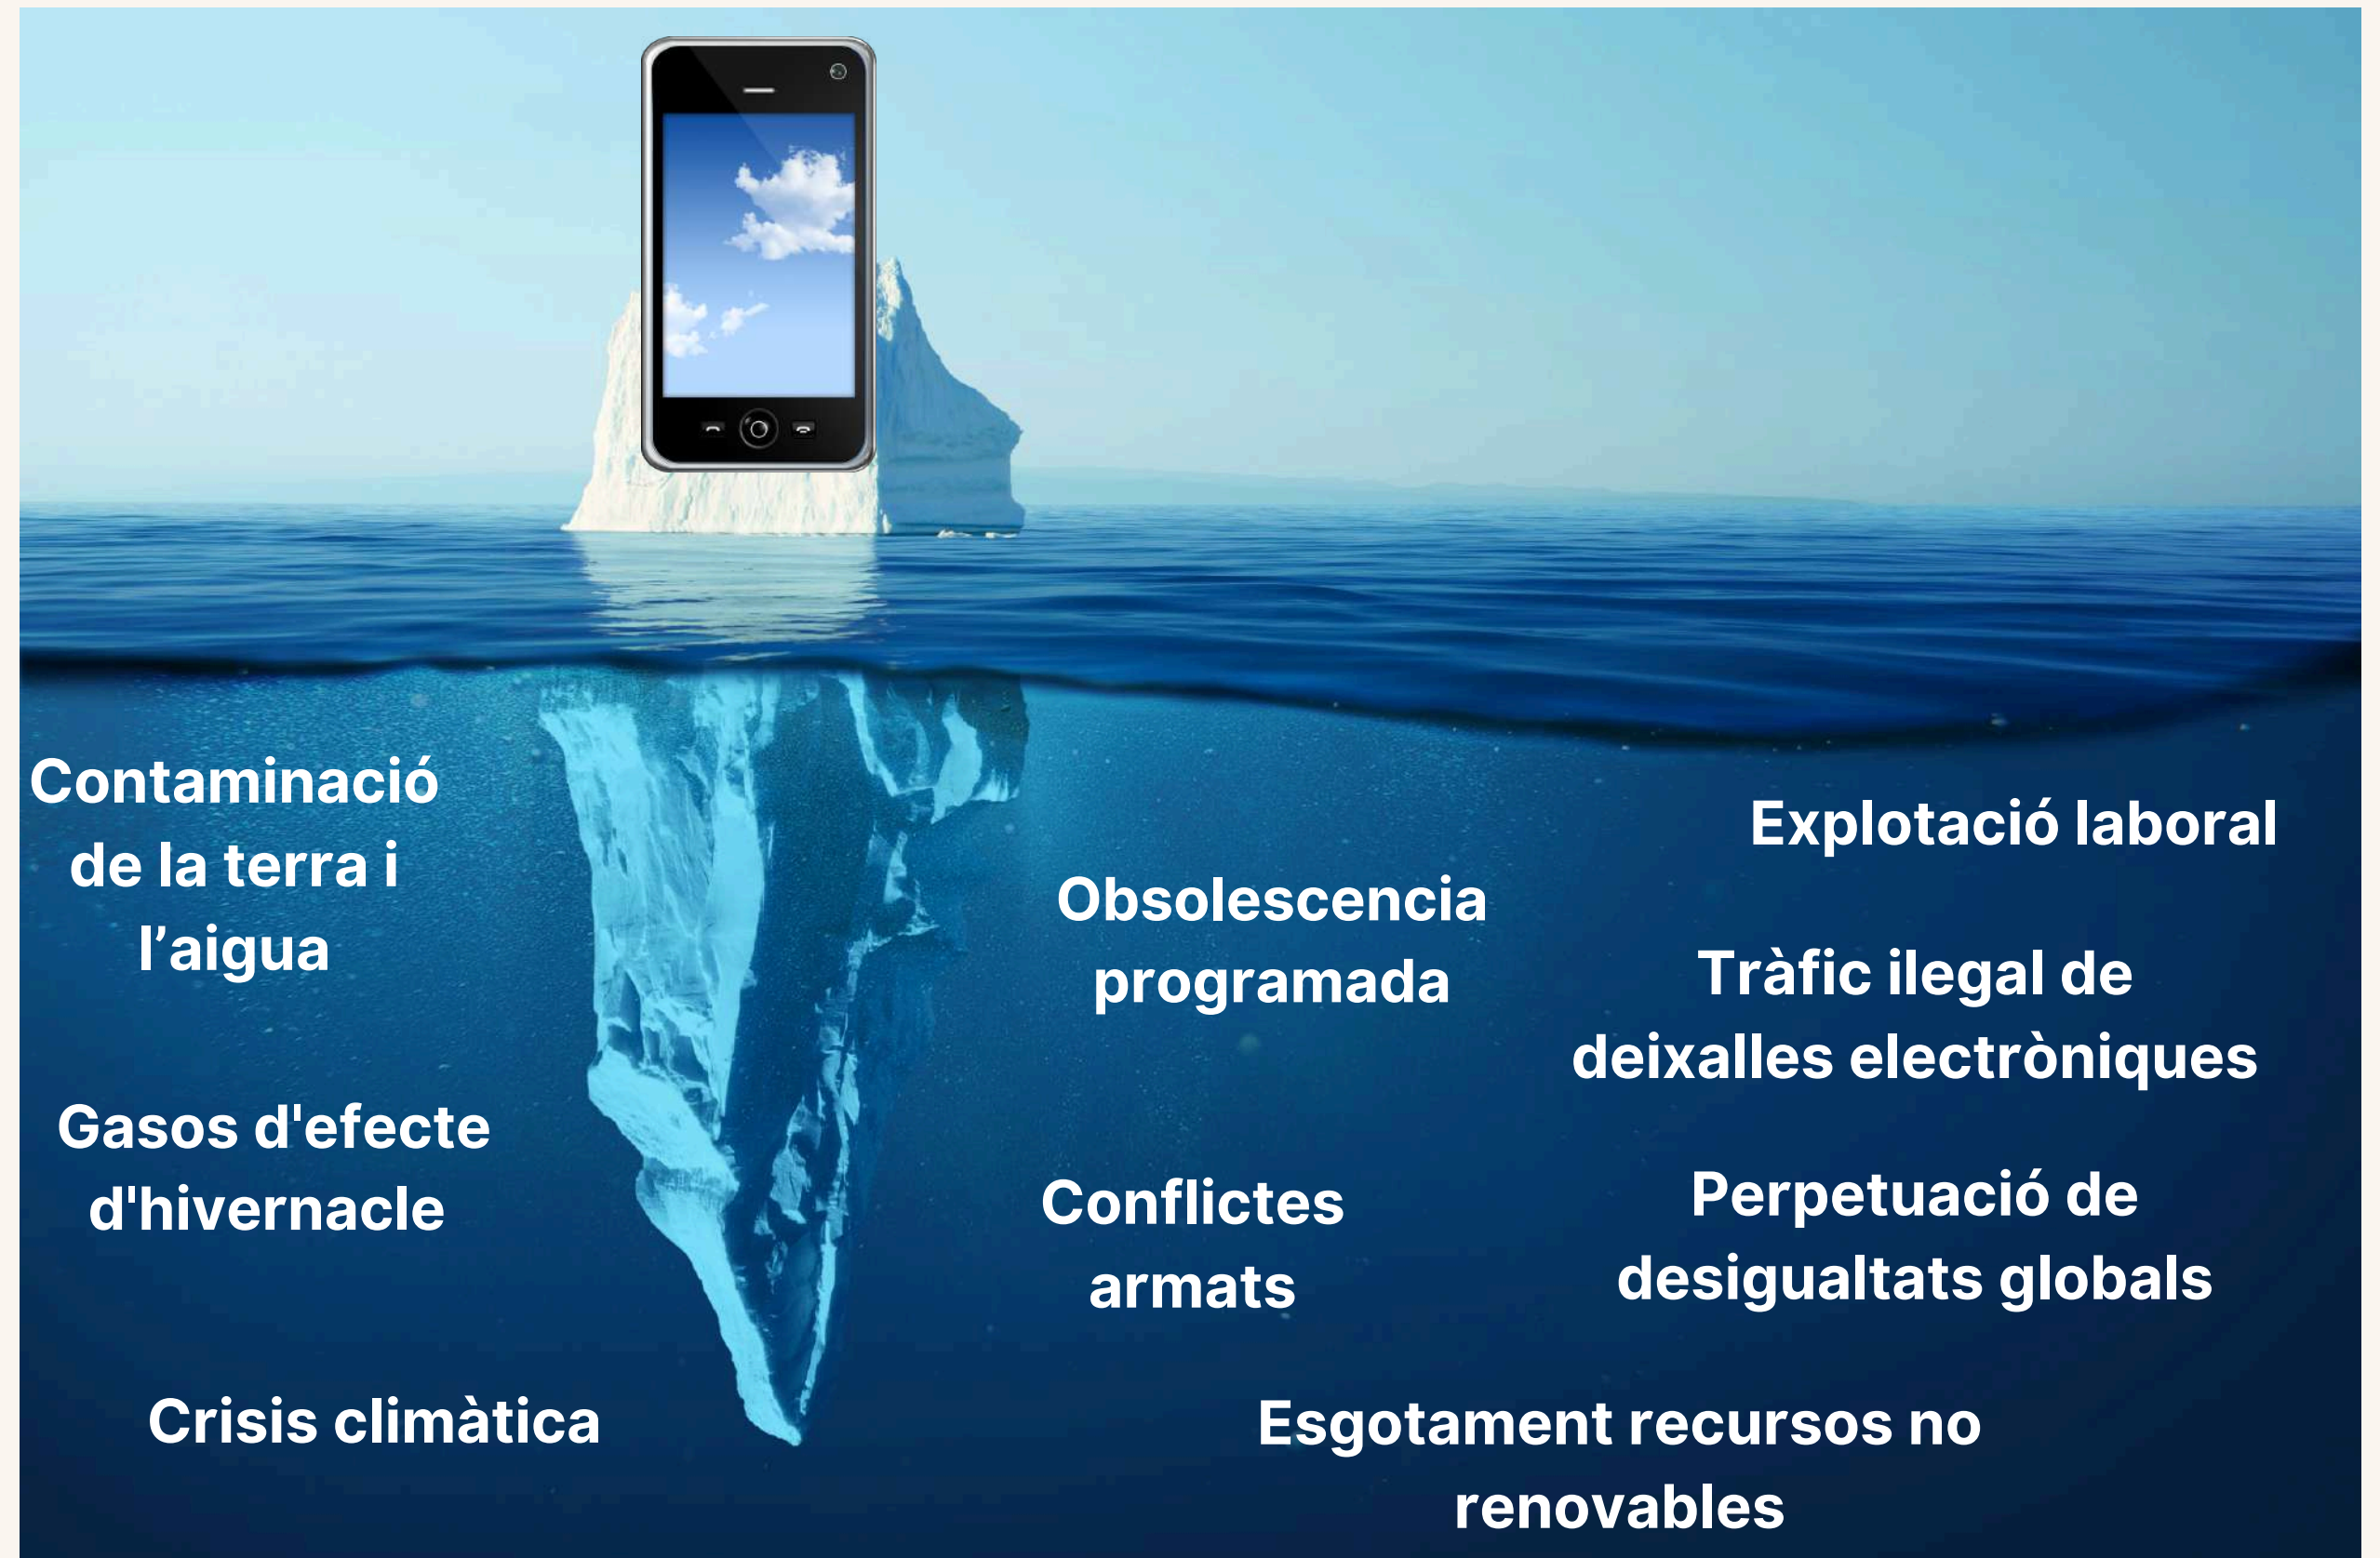 Contaminació
de la terra i
l’aigua
Gasos d'efecte
d'hivernacle
Crisis climàtica
Obsolescencia
programada
Conflictes
armats
Explotació laboral
Tràfic ilegal de
deixalles electròniques
Perpetuació de
desigualtats globals
Esgotament recursos no
renovables